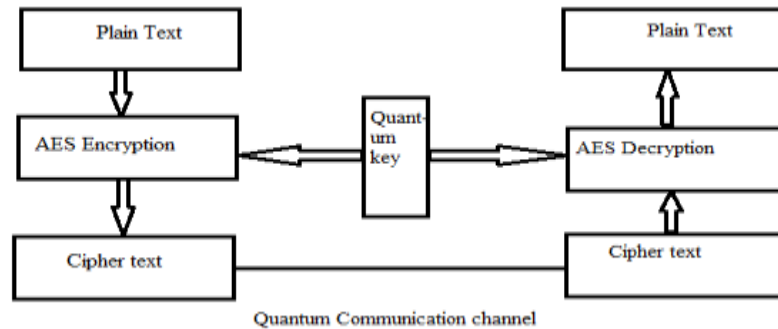 Plain Text
Plain Text
AES Encryption
Quant-
um
key
AES Decryption
Cipher text
Cipher text
Quantum Communication channel